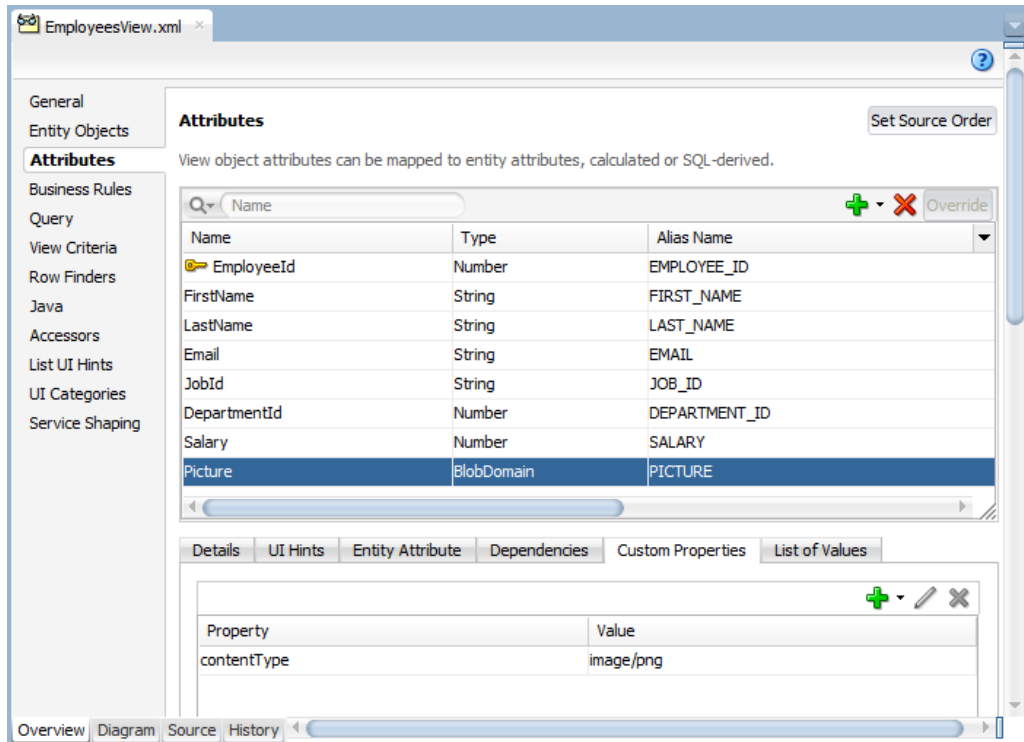 EmployeesView.xml
General
Entity Objects
Attributes
Business Rules
Query
View Criteria
Row Finders
Java
Accessors
List UI Hints
UI Categories
Service Shaping
Attributes
Set Source Order
View object attributes can be mapped to entity attributes, calculated or SQL-derived.
Name
Override
Name Type Alias Name
EmployeeId Number EMPLOYEE_ID
FirstName String FIRST_NAME
LastName String LAST_NAME
Email String EMAIL
JobId String JOB_ID
DepartmentId Number DEPARTMENT_ID
Salary Number SALARY
Picture BlobDomain PICTURE
Details UI Hints Entity Attribute Dependencies Custom Properties List of Values
Property Value
contentType image/png
Overview Diagram Source History